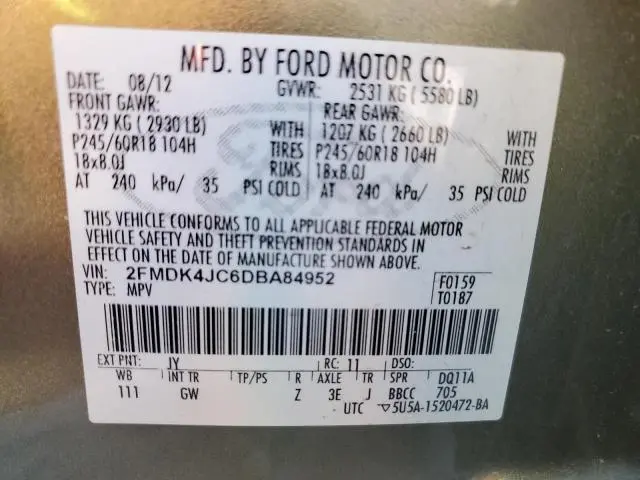 MFD. BY FORD MOTOR CO.
DATE: 08/12 GVWR: 2531 KG ( 5580 LB)
FRONT GAWR: REAR GAWR:
1329 KG ( 2930 LB) WITH 1207 KG ( 2660 LB) WITH
P245/60R18 104H TIRES P245/60R18 104H TIRES
18x8.0J RIMS 18x8.0J RIMS
AT 240 kPa/ 35 PSI COLD AT 240 kPa/ 35 PSI COLD
THIS VEHICLE CONFORMS TO ALL APPLICABLE FEDERAL MOTOR
VEHICLE SAFETY AND THEFT PREVENTION STANDARDS IN
EFFECT ON THE DATE OF MANUFACTURE SHOWN ABOVE.
VIN: 2FMDK4JC6DBA84952 F0159
TYPE: MPV T0187
EXT PNT: JY RC: 11 DSO:
WB INT TR TP/PS R AXLE TR SPR DQ11A
111 GW Z 3E J BBCC 705
UTC ▽5U5A-1520472-BA